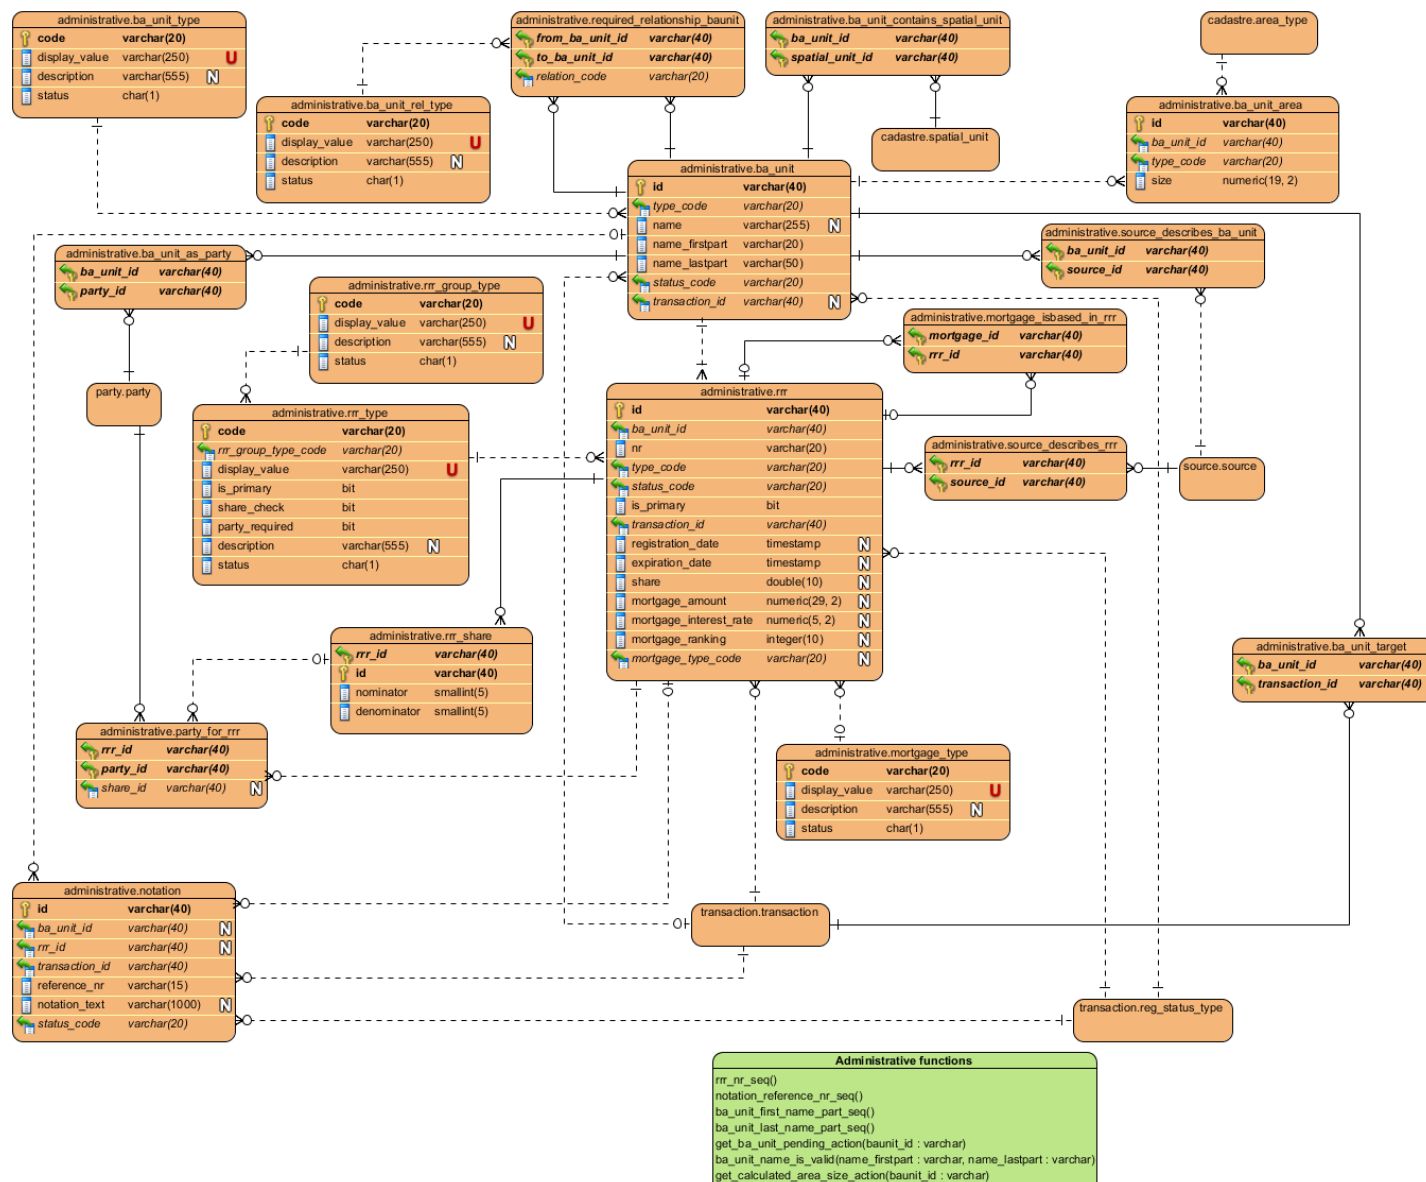 administrative.ba_unit_type
code varchar(20)
display_value varchar(250) U
description varchar(555) N
status char(1)
administrative.required_relationship_baunit
from_ba_unit_id varchar(40)
to_ba_unit_id varchar(40)
relation_code varchar(20)
administrative.ba_unit_contains_spatial_unit
ba_unit_id varchar(40)
spatial_unit_id varchar(40)
cadastre.area_type
administrative.ba_unit_rel_type
code varchar(20)
display_value varchar(250) U
description varchar(555) N
status char(1)
cadastre.spatial_unit
administrative.ba_unit_area
id varchar(40)
ba_unit_id varchar(40)
type_code varchar(20)
size numeric(19, 2)
administrative.ba_unit
id varchar(40)
type_code varchar(20)
name varchar(255) N
name_firstpart varchar(20)
name_lastpart varchar(50)
status_code varchar(20)
transaction_id varchar(40) N
administrative.ba_unit_as_party
ba_unit_id varchar(40)
party_id varchar(40)
administrative.source_describes_ba_unit
ba_unit_id varchar(40)
source_id varchar(40)
administrative.rrr_group_type
code varchar(20)
display_value varchar(250) U
description varchar(555) N
status char(1)
administrative.mortgage_isbased_in_rrr
mortgage_id varchar(40)
rrr_id varchar(40)
party.party
administrative.rrr_type
code varchar(20)
rrr_group_type_code varchar(20)
display_value varchar(250) U
is_primary bit
share_check bit
party_required bit
description varchar(555) N
status char(1)
administrative.rrr
id varchar(40)
ba_unit_id varchar(40)
nr varchar(20)
type_code varchar(20)
status_code varchar(20)
is_primary bit
transaction_id varchar(40)
registration_date timestamp N
expiration_date timestamp N
share double(10) N
mortgage_amount numeric(29, 2) N
mortgage_interest_rate numeric(5, 2) N
mortgage_ranking integer(10) N
mortgage_type_code varchar(20) N
administrative.source_describes_rrr
rrr_id varchar(40)
source_id varchar(40)
source.source
administrative.rrr_share
rrr_id varchar(40)
id varchar(40)
nominator smallint(5)
denominator smallint(5)
administrative.ba_unit_target
ba_unit_id varchar(40)
transaction_id varchar(40)
administrative.party_for_rrr
rrr_id varchar(40)
party_id varchar(40)
share_id varchar(40) N
administrative.mortgage_type
code varchar(20)
display_value varchar(250) U
description varchar(555) N
status char(1)
administrative.notation
id varchar(40)
ba_unit_id varchar(40) N
rrr_id varchar(40) N
transaction_id varchar(40)
reference_nr varchar(15)
notation_text varchar(1000) N
status_code varchar(20)
transaction.transaction
transaction.reg_status_type
Administrative functions
rrr_nr_seq()
notation_reference_nr_seq()
ba_unit_first_name_part_seq()
ba_unit_last_name_part_seq()
get_ba_unit_pending_action(baunit_id : varchar)
ba_unit_name_is_valid(name_firstpart : varchar, name_lastpart : varchar)
get_calculated_area_size_action(baunit_id : varchar)